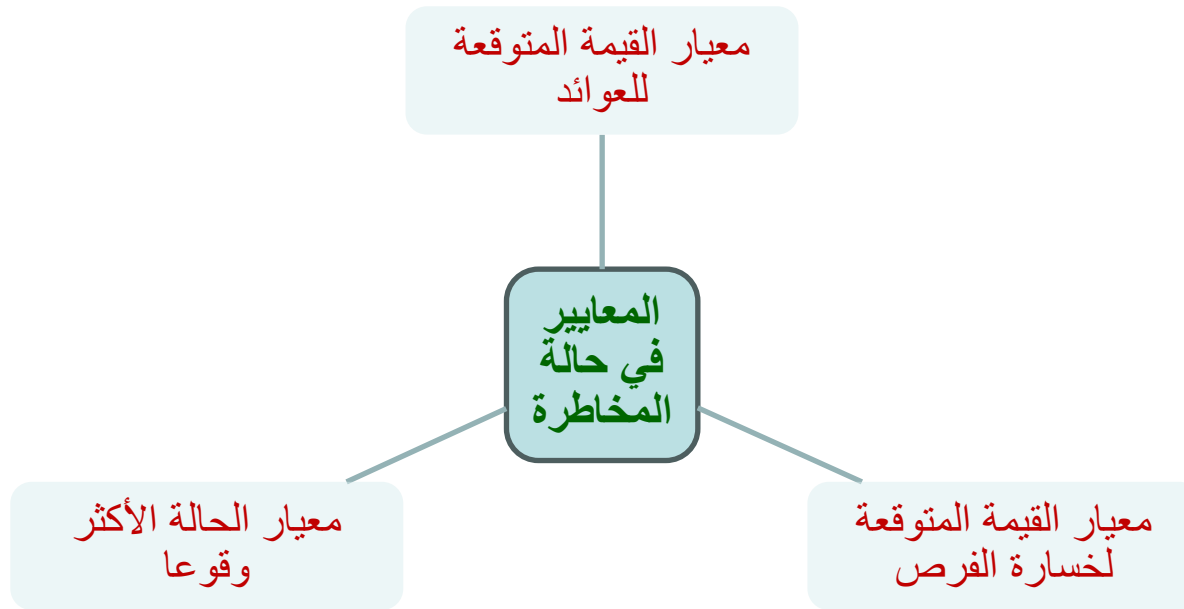 معيار القيمة المتوقعة
للعوائد
المعايير
في حالة
المخاطرة
معيار القيمة المتوقعة
لخسارة الفرص
معيار الحالة الأكثر
وقوعا